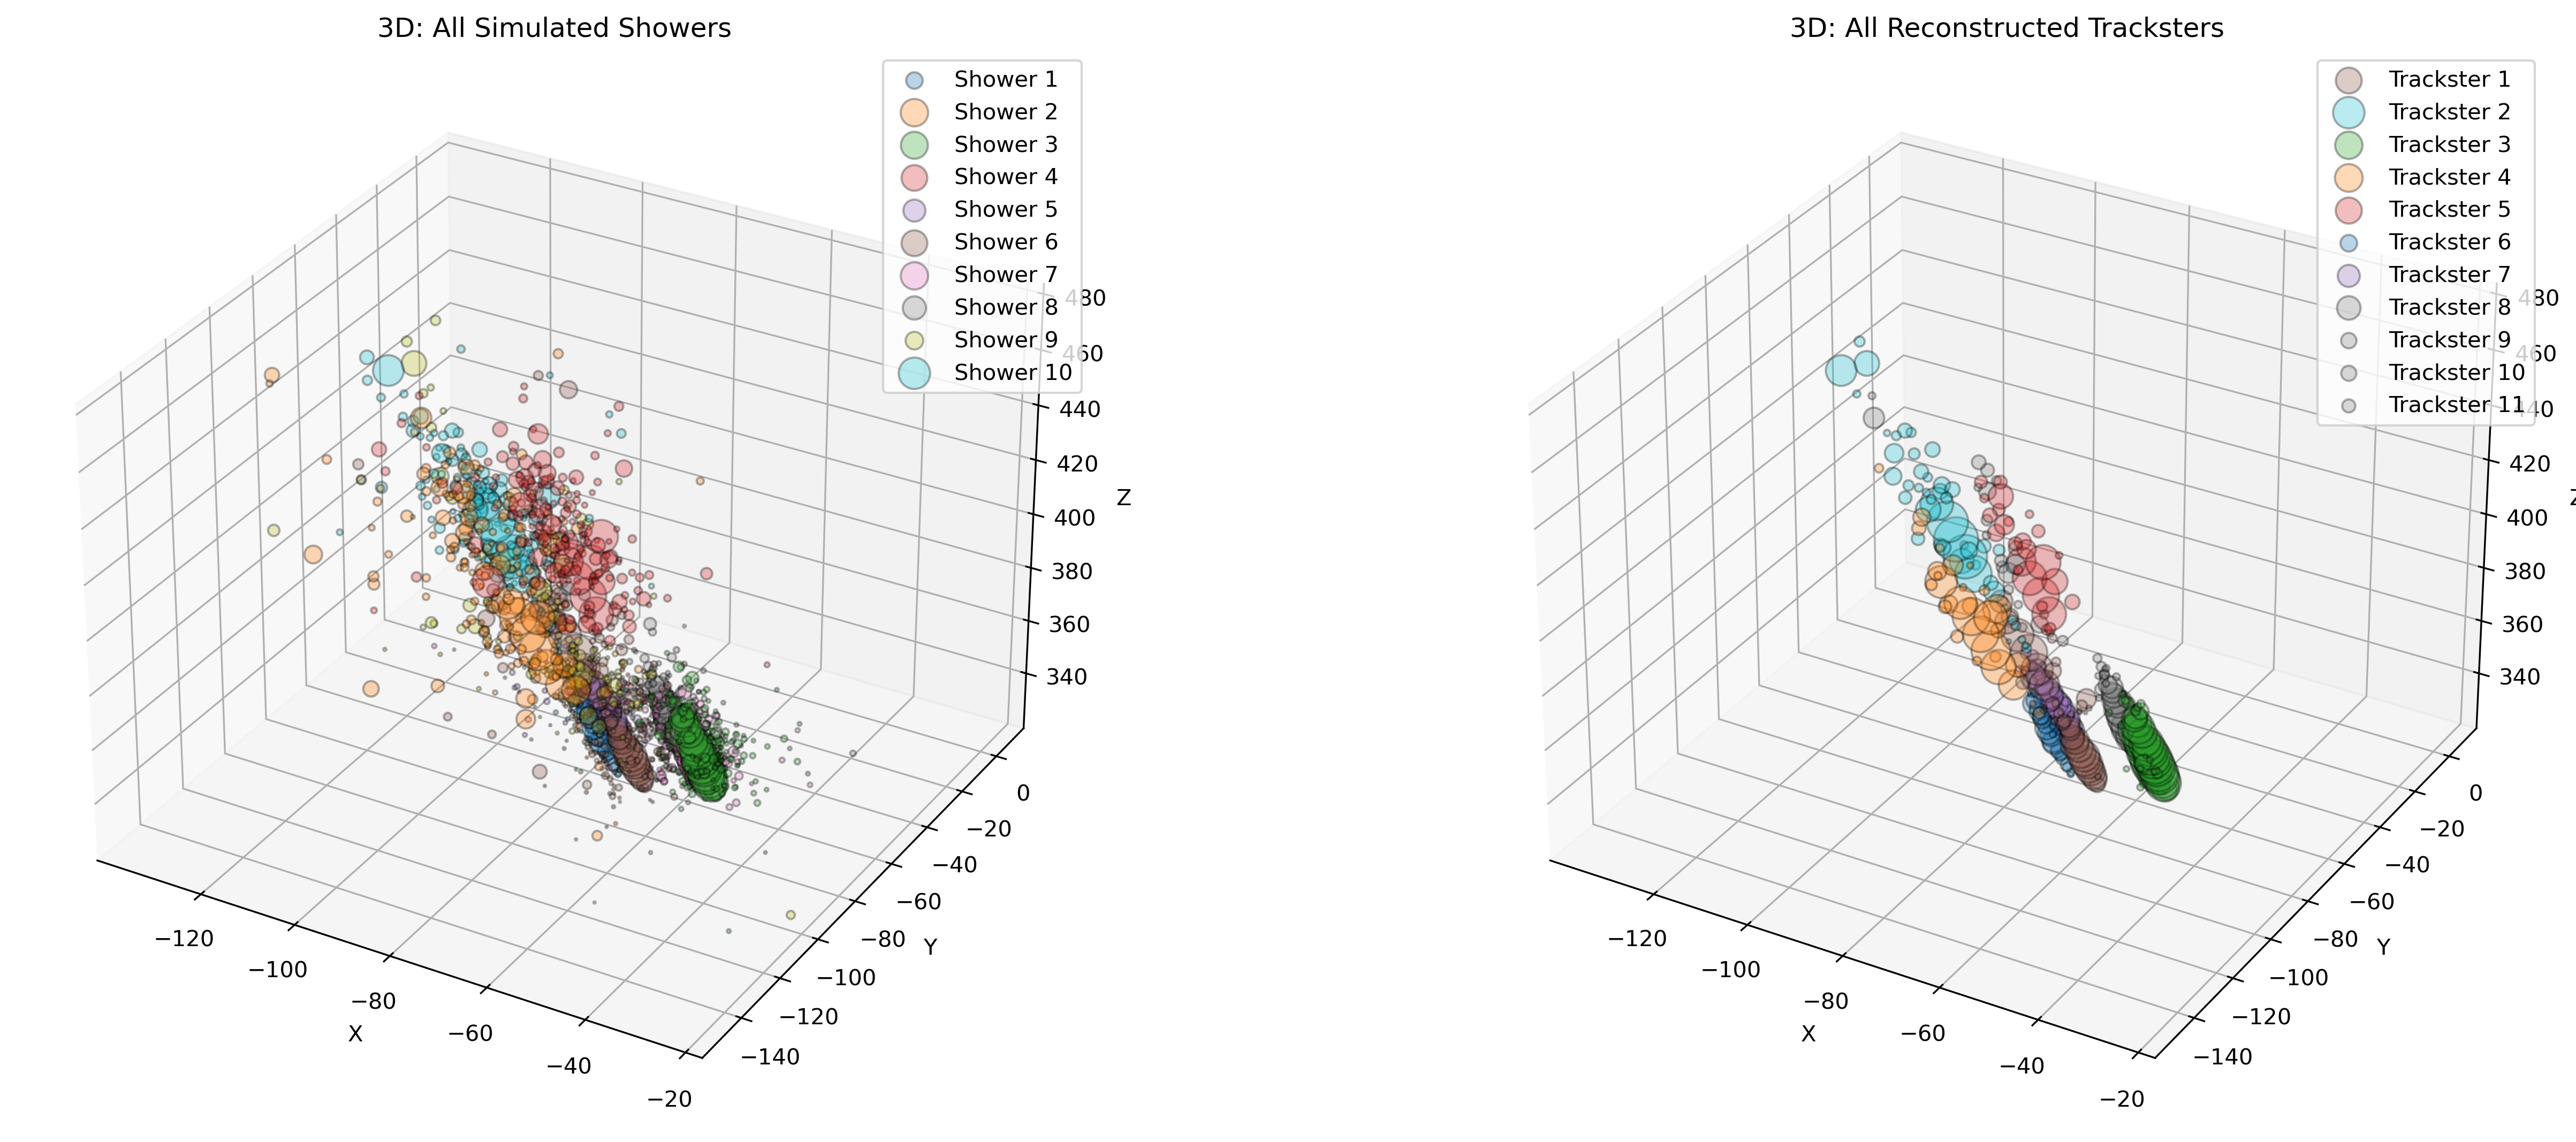 3D: All Simulated Showers
Shower 1
Shower 2
Shower 3
Shower 4
Shower 5
Shower 6
Shower 7
Shower 8
Shower 9
Shower 10
480
460
440
420
400
380
360
340
Z
0
−20
−40
−60
−80
−100
−120
−140
Y
−120
−100
−80
−60
−40
−20
X
3D: All Reconstructed Tracksters
Trackster 1
Trackster 2
Trackster 3
Trackster 4
Trackster 5
Trackster 6
Trackster 7
Trackster 8
Trackster 9
Trackster 10
Trackster 11
480
460
440
420
400
380
360
340
Z
0
−20
−40
−60
−80
−100
−120
−140
Y
−120
−100
−80
−60
−40
−20
X